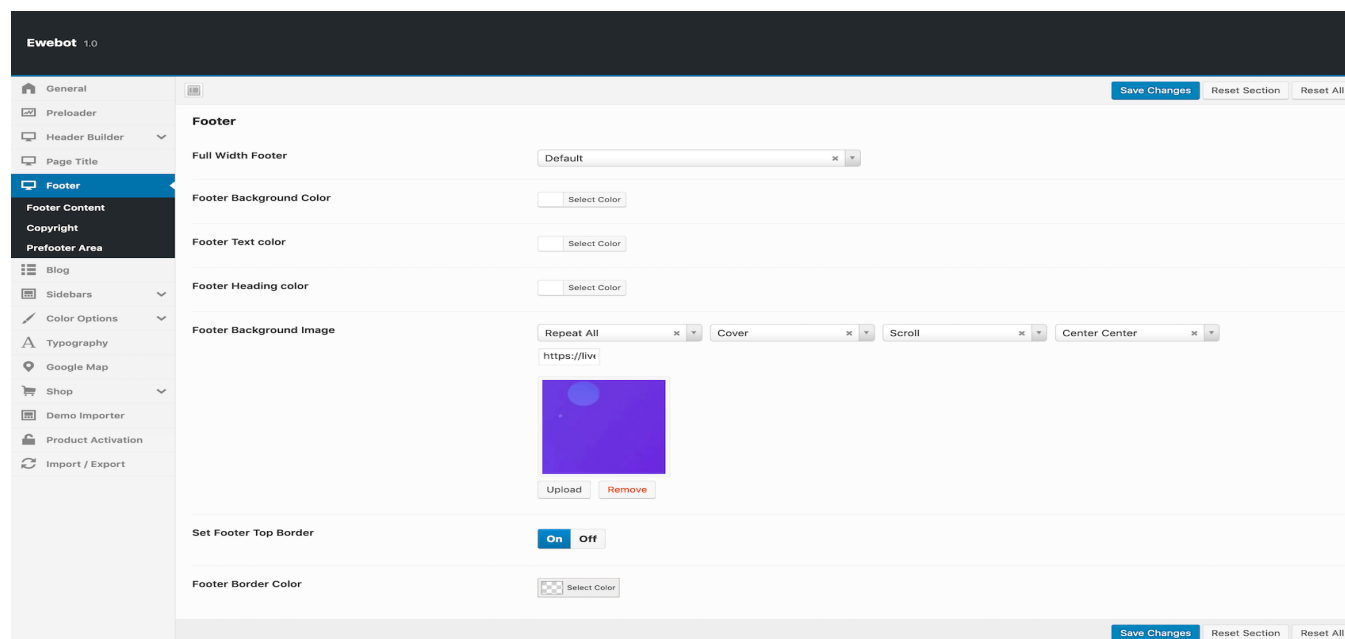 Ewebot 1.0
General
Preloader
Header Builder
Page Title
Footer
Footer Content
Copyright
Prefooter Area
Blog
Sidebars
Color Options
Typography
Google Map
Shop
Demo Importer
Product Activation
Import / Export
Save Changes Reset Section Reset All
Footer
Full Width Footer Default
Footer Background Color Select Color
Footer Text color Select Color
Footer Heading color Select Color
Footer Background Image Repeat All Cover Scroll Center Center
https://live
Upload Remove
Set Footer Top Border On Off
Footer Border Color Select Color
Save Changes Reset Section Reset All